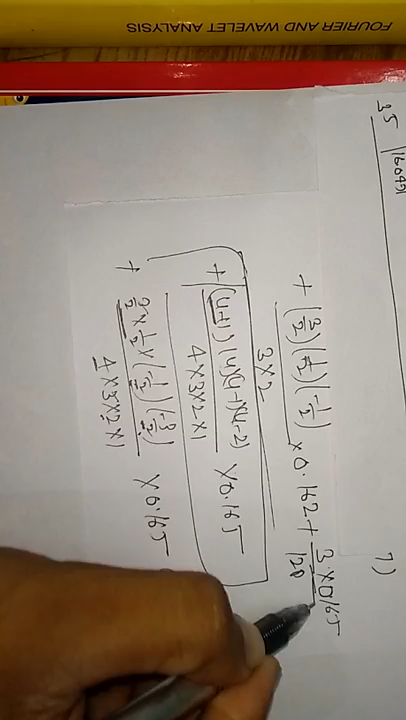 FOURIER AND WAVELET ANALYSIS
35
7)
+ (3/2)(1/2)(-1/2) / 3×2 × 0.162 + 3 × 0.165 / 128
+ (u+1)(u)(u-1)(u-2) / 4×3×2×1 × 0.165
+ 3/2 × 1/2 × (-1/2)(-3/2) / 4×3×2×1 × 0.165